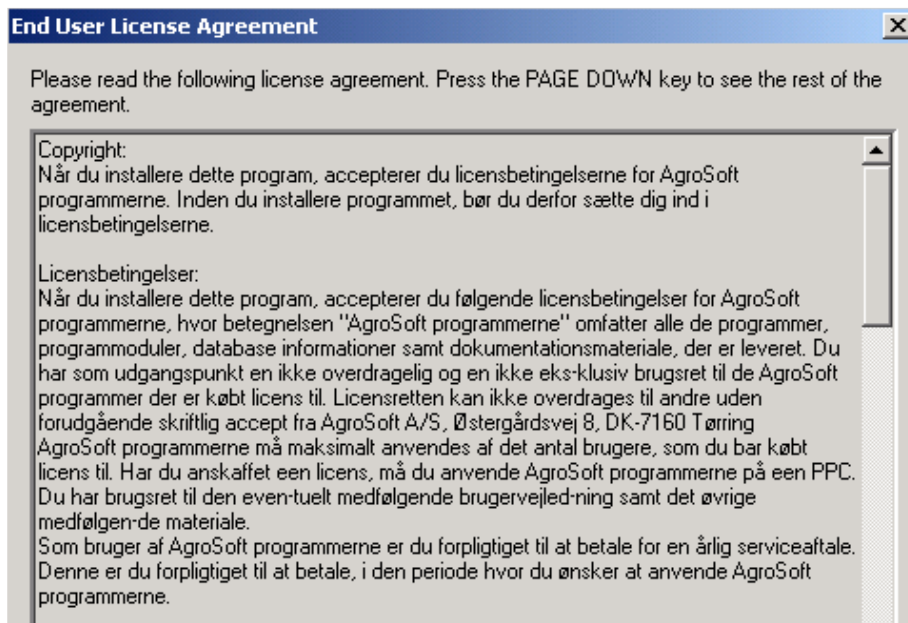 End User License Agreement
Please read the following license agreement. Press the PAGE DOWN key to see the rest of the
agreement.
Copyright:
Når du installere dette program, accepterer du licensbetingelserne for AgroSoft
programmerne. Inden du installere programmet, bør du derfor sætte dig ind i
licensbetingelserne.
Licensbetingelser:
Når du installere dette program, accepterer du følgende licensbetingelser for AgroSoft
programmerne, hvor betegnelsen "AgroSoft programmerne" omfatter alle de programmer,
programmoduler, database informationer samt dokumentationsmateriale, der er leveret. Du
har som udgangspunkt en ikke overdragelig og en ikke eks-klusiv brugsret til de AgroSoft
programmer der er købt licens til. Licensretten kan ikke overdrages til andre uden
forudgående skriftlig accept fra AgroSoft A/S, Østergårdsvej 8, DK-7160 Tørring
AgroSoft programmerne må maksimalt anvendes af det antal brugere, som du bar købt
licens til. Har du anskaffet een licens, må du anvende AgroSoft programmerne på een PPC.
Du har brugsret til den even-tuelt medfølgende brugervejled-ning samt det øvrige
medfølgen-de materiale.
Som bruger af AgroSoft programmerne er du forpligtiget til at betale for en årlig serviceaftale.
Denne er du forpligtiget til at betale, i den periode hvor du ønsker at anvende AgroSoft
programmerne.